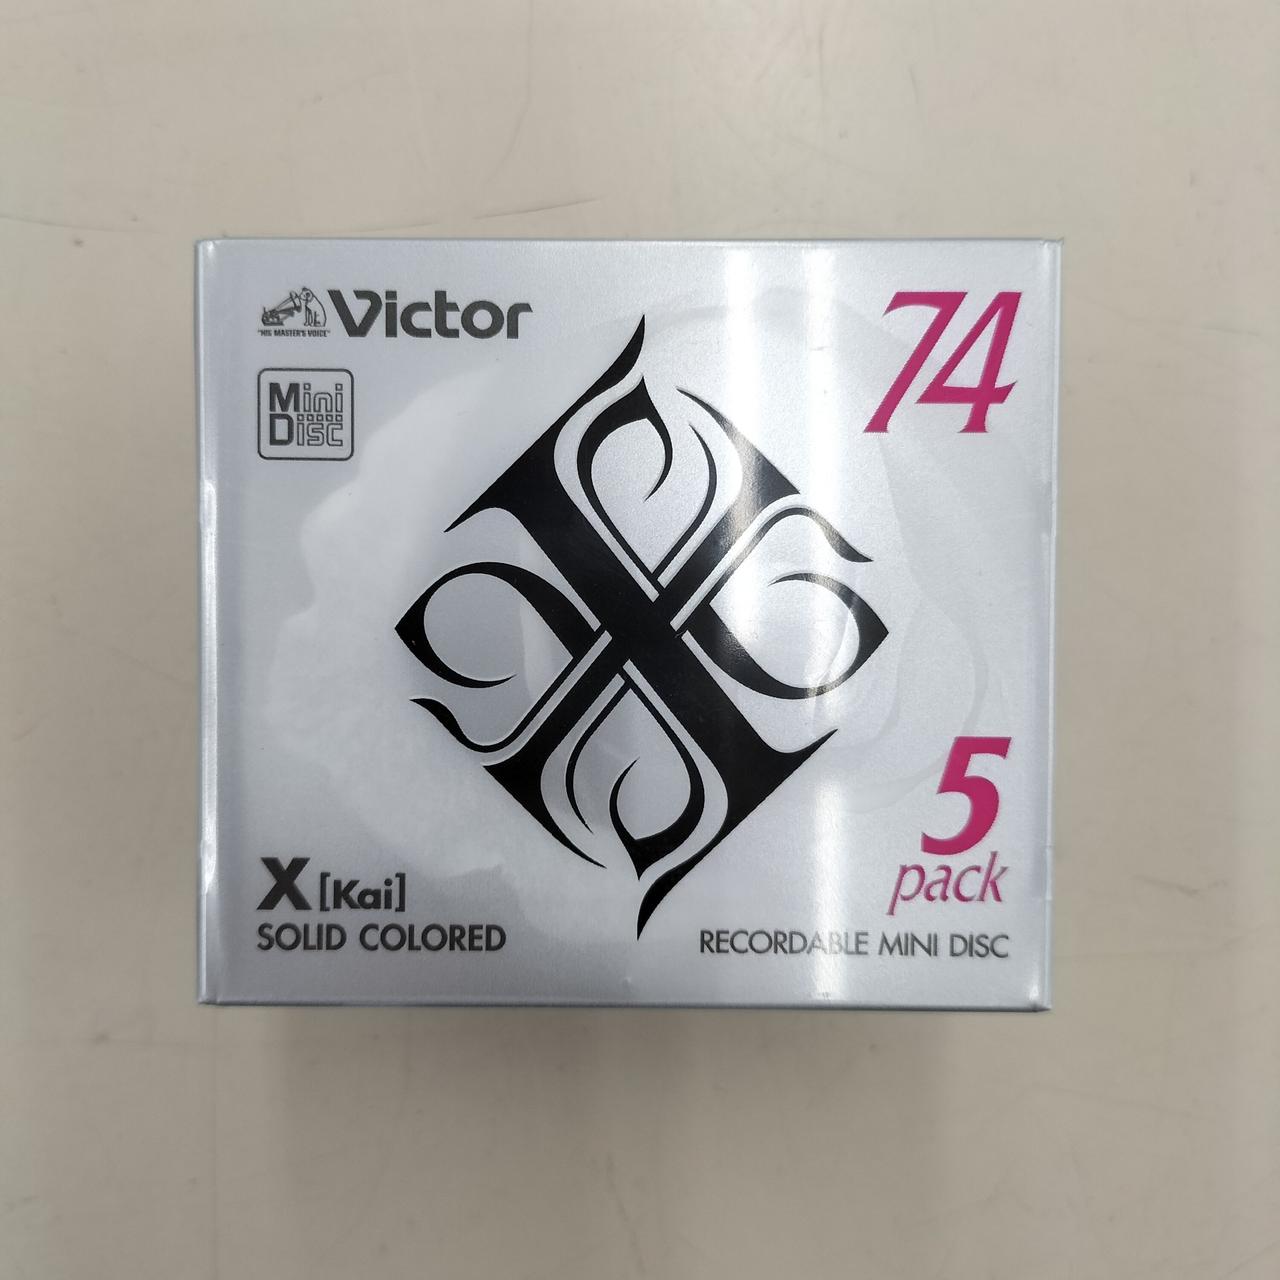 Victor
"HIS MASTER'S VOICE"
Mini
Disc
74
5
pack
X [Kai]
SOLID COLORED
RECORDABLE MINI DISC